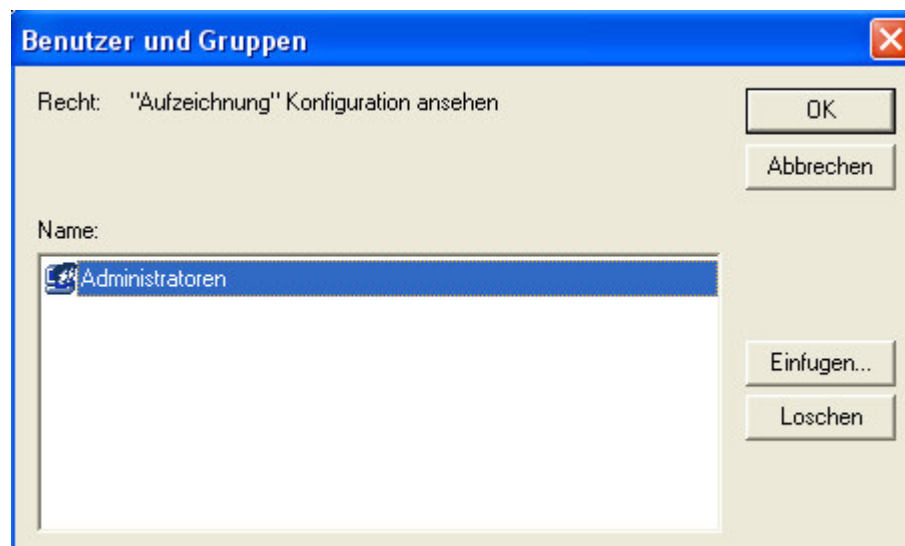 Benutzer und Gruppen
Recht: "Aufzeichnung" Konfiguration ansehen
OK
Abbrechen
Name:
Administratoren
Einfugen...
Loschen